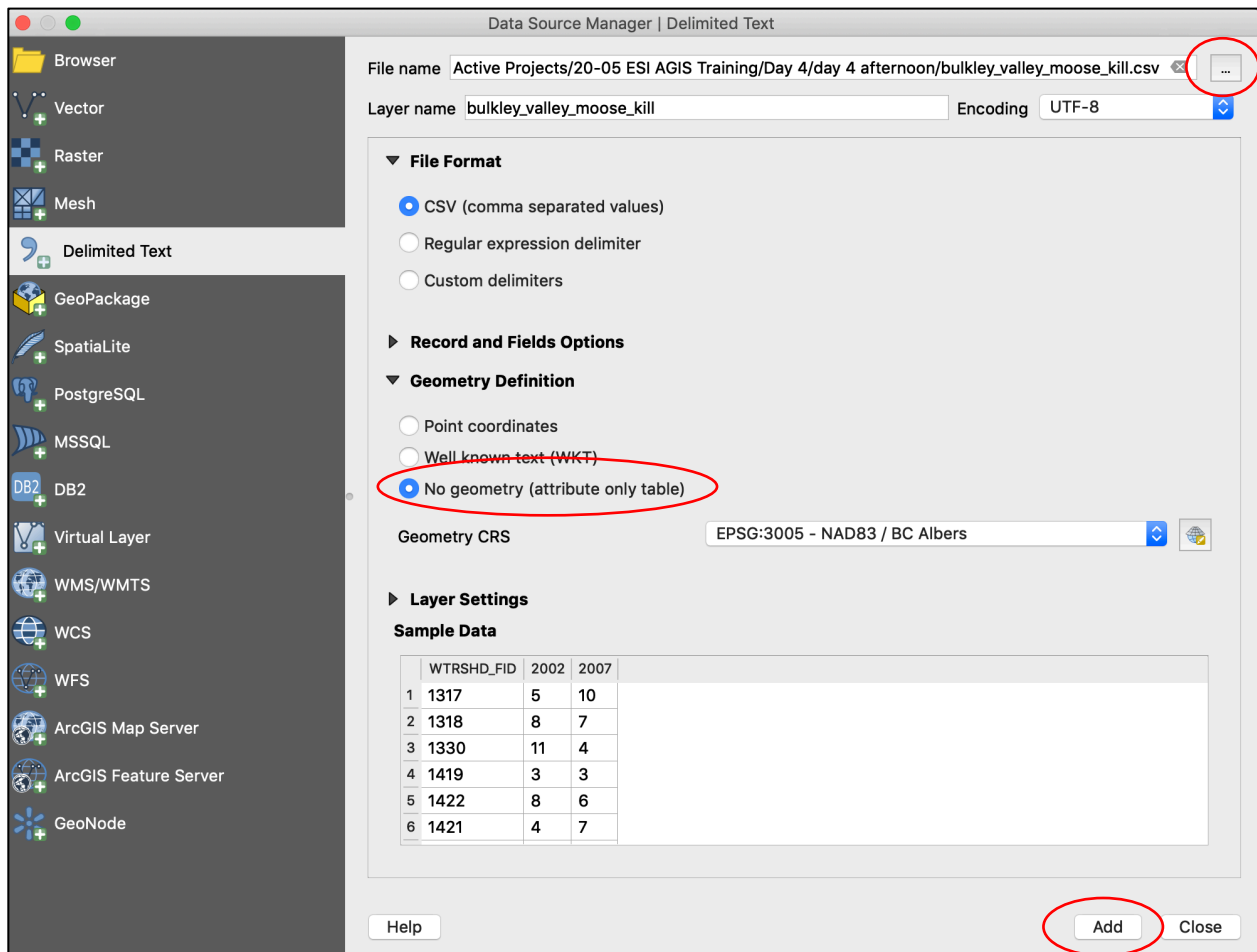 Data Source Manager | Delimited Text
Browser
Vector
Raster
Mesh
Delimited Text
GeoPackage
SpatiaLite
PostgreSQL
MSSQL
DB2 DB2
Virtual Layer
WMS/WMTS
WCS
WFS
ArcGIS Map Server
ArcGIS Feature Server
GeoNode
File name Active Projects/20-05 ESI AGIS Training/Day 4/day 4 afternoon/bulkley_valley_moose_kill.csv ...
Layer name bulkley_valley_moose_kill Encoding UTF-8
File Format
CSV (comma separated values)
Regular expression delimiter
Custom delimiters
Record and Fields Options
Geometry Definition
Point coordinates
Well known text (WKT)
No geometry (attribute only table)
Geometry CRS EPSG:3005 - NAD83 / BC Albers
Layer Settings
Sample Data
WTRSHD_FID 2002 2007
1 1317 5 10
2 1318 8 7
3 1330 11 4
4 1419 3 3
5 1422 8 6
6 1421 4 7
Help Add Close